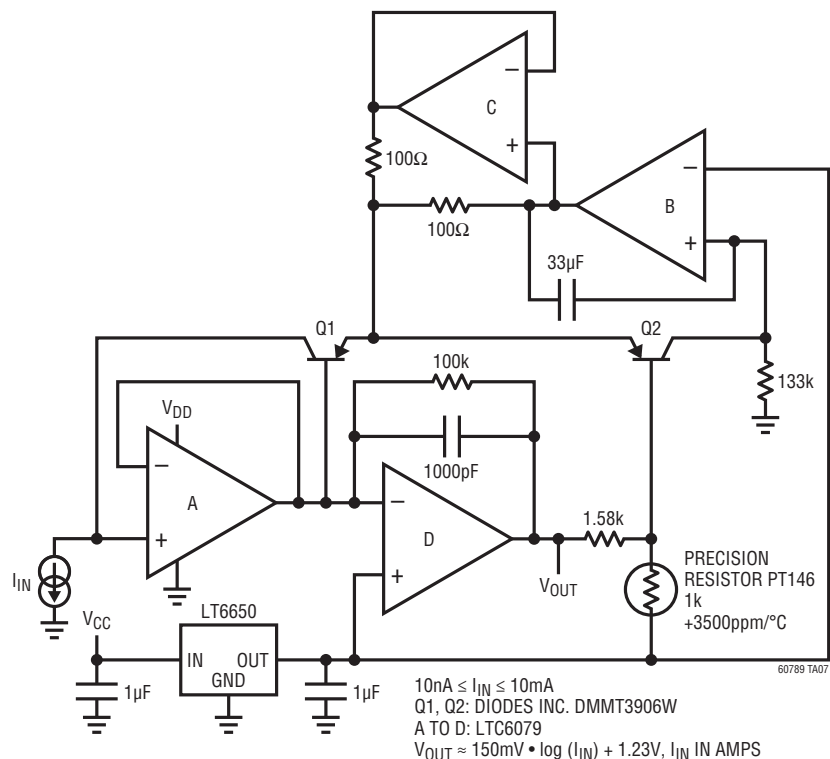 −
C
+
100Ω
100Ω
−
B
+
33µF
Q1
Q2
100k
133k
V_DD
1000pF
−
A
+
−
D
+
1.58k
V_OUT
PRECISION
RESISTOR PT146
1k
+3500ppm/°C
I_IN
V_CC
LT6650
IN OUT
GND
1µF
1µF
60789 TA07
10nA ≤ I_IN ≤ 10mA
Q1, Q2: DIODES INC. DMMT3906W
A TO D: LTC6079
V_OUT ≈ 150mV • log (I_IN) + 1.23V, I_IN IN AMPS